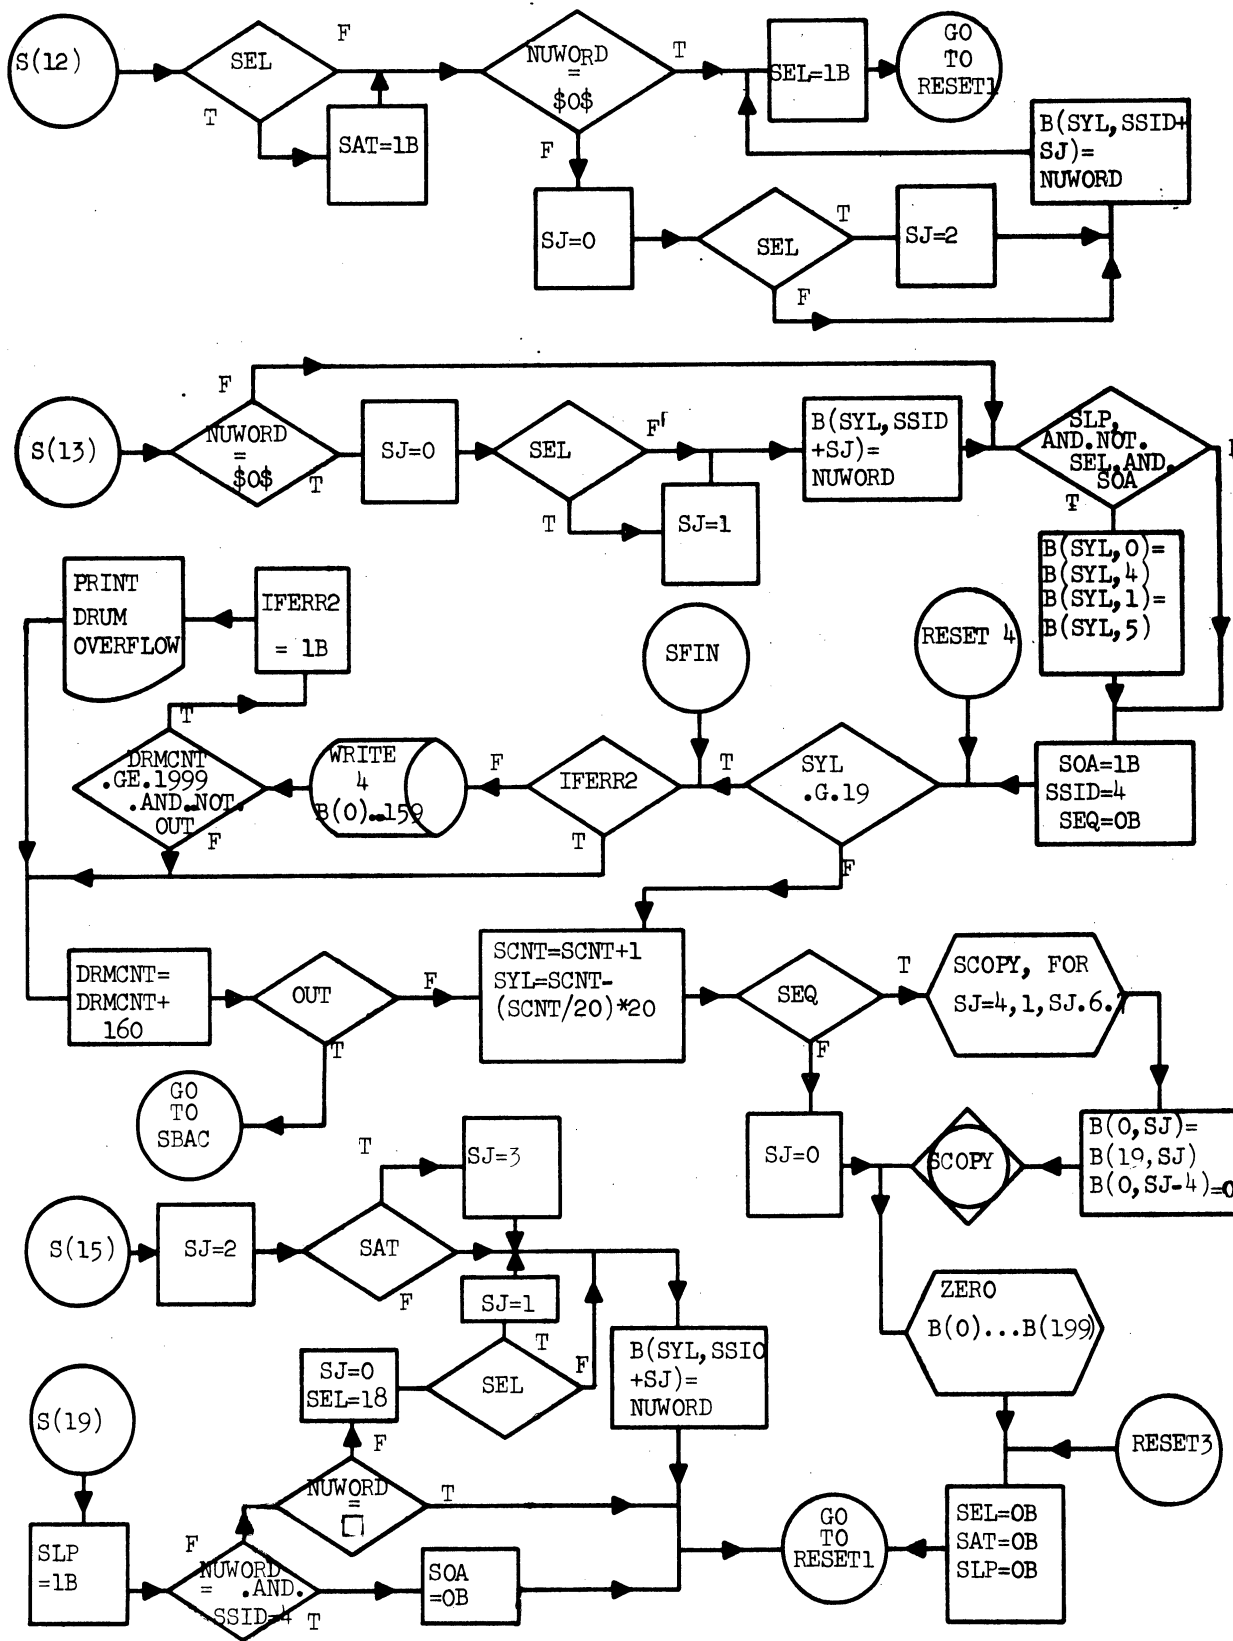 S(12)
SEL
F
T
SAT=1B
NUWORD
=
$0$
T
F
SEL=1B
GO
TO
RESET1
B(SYL,SSID+
SJ)=
NUWORD
SJ=0
SEL
T
F
SJ=2
S(13)
F
NUWORD
=
$0$
T
SJ=0
SEL
F
T
SJ=1
B(SYL,SSID
+SJ)=
NUWORD
SLP,
AND.NOT.
SEL.AND.
SOA
T
B(SYL,0)=
B(SYL,4)
B(SYL,1)=
B(SYL,5)
PRINT
DRUM
OVERFLOW
IFERR2
= 1B
SFIN
RESET 4
T
DRMCNT
.GE.1999
.AND.NOT.
OUT
F
WRITE
4
B(0)..159
F
IFERR2
T
T
SYL
.G.19
F
SOA=1B
SSID=4
SEQ=0B
DRMCNT=
DRMCNT+
160
OUT
F
T
GO
TO
SBAC
SCNT=SCNT+1
SYL=SCNT-
(SCNT/20)*20
SEQ
T
F
SCOPY, FOR
SJ=4,1,SJ.6.
SJ=0
SCOPY
B(0,SJ)=
B(19,SJ)
B(0,SJ-4)=0
S(15)
SJ=2
SAT
T
F
SJ=3
SJ=1
T
SEL
F
SJ=0
SEL=18
B(SYL,SSIO
+SJ)=
NUWORD
ZERO
B(0)...B(199)
RESET3
S(19)
SLP
=1B
F
NUWORD
= .AND.
SSID=4
T
F
NUWORD
=
□
T
SOA
=0B
GO
TO
RESET1
SEL=0B
SAT=0B
SLP=0B